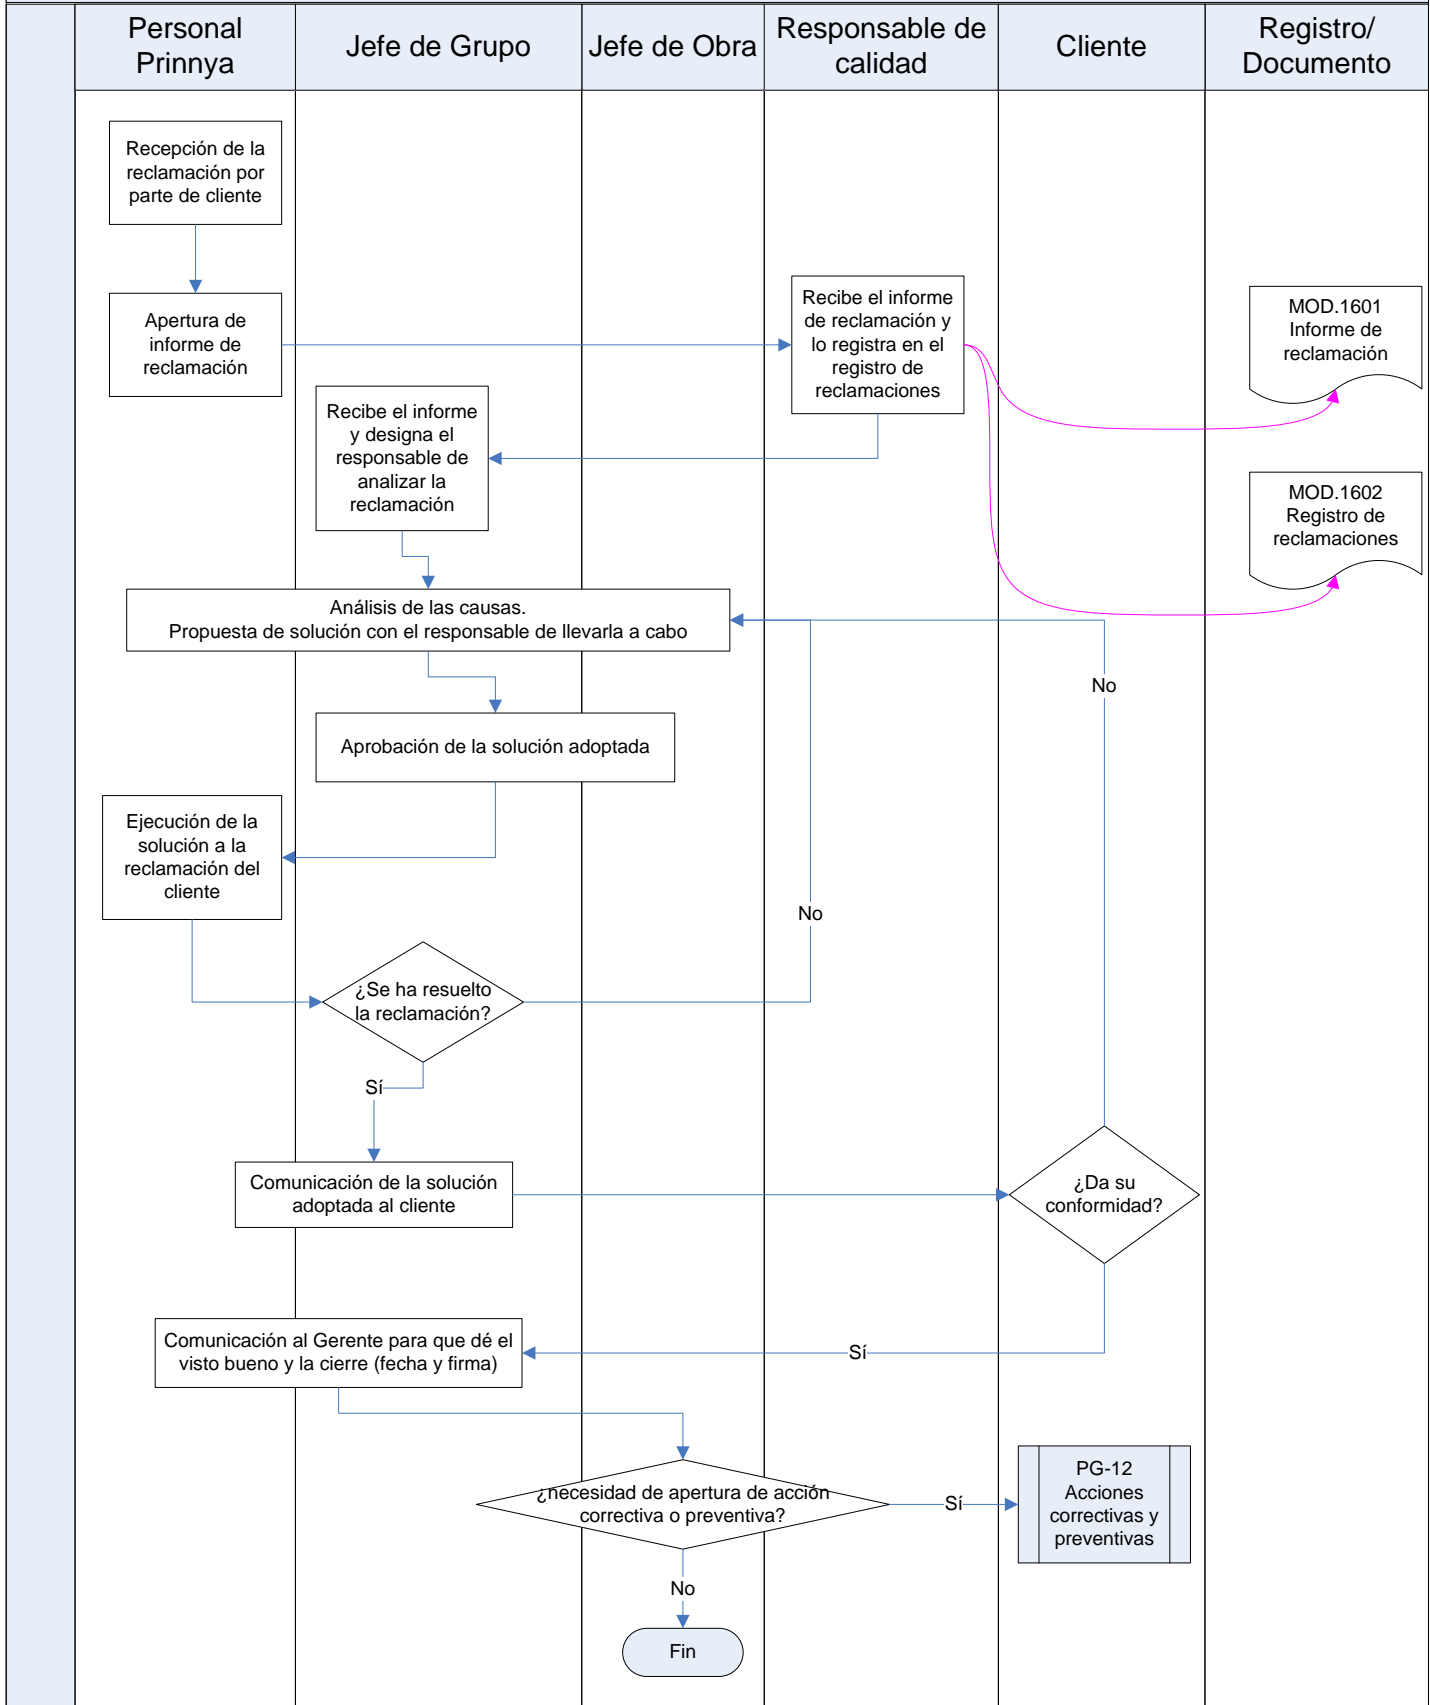 Personal
Prinnya
Jefe de Grupo
Jefe de Obra
Responsable de
calidad
Cliente
Registro/
Documento
Recepción de la
reclamación por
parte de cliente
Apertura de
informe de
reclamación
Recibe el informe
de reclamación y
lo registra en el
registro de
reclamaciones
MOD.1601
Informe de
reclamación
Recibe el informe
y designa el
responsable de
analizar la
reclamación
MOD.1602
Registro de
reclamaciones
Análisis de las causas.
Propuesta de solución con el responsable de llevarla a cabo
No
Aprobación de la solución adoptada
Ejecución de la
solución a la
reclamación del
cliente
No
¿Se ha resuelto
la reclamación?
Sí
Comunicación de la solución
adoptada al cliente
¿Da su
conformidad?
Comunicación al Gerente para que dé el
visto bueno y la cierre (fecha y firma)
Sí
¿necesidad de apertura de acción
correctiva o preventiva?
Sí
PG-12
Acciones
correctivas y
preventivas
No
Fin